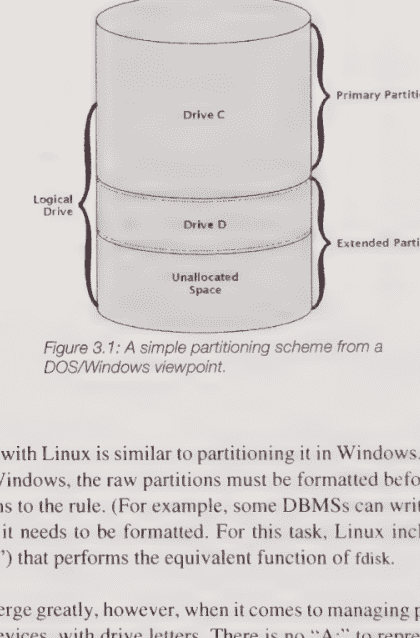 Drive C
Primary Partiti
Logical
Drive
Drive D
Extended Parti
Unallocated
Space
Figure 3.1: A simple partitioning scheme from a
DOS/Windows viewpoint.
with Linux is similar to partitioning it in Windows.
Windows, the raw partitions must be formatted befo
ns to the rule. (For example, some DBMSs can writ
it needs to be formatted. For this task, Linux incl
”) that performs the equivalent function of fdisk.
erge greatly, however, when it comes to managing p
evices, with drive letters. There is no “A:” to repre